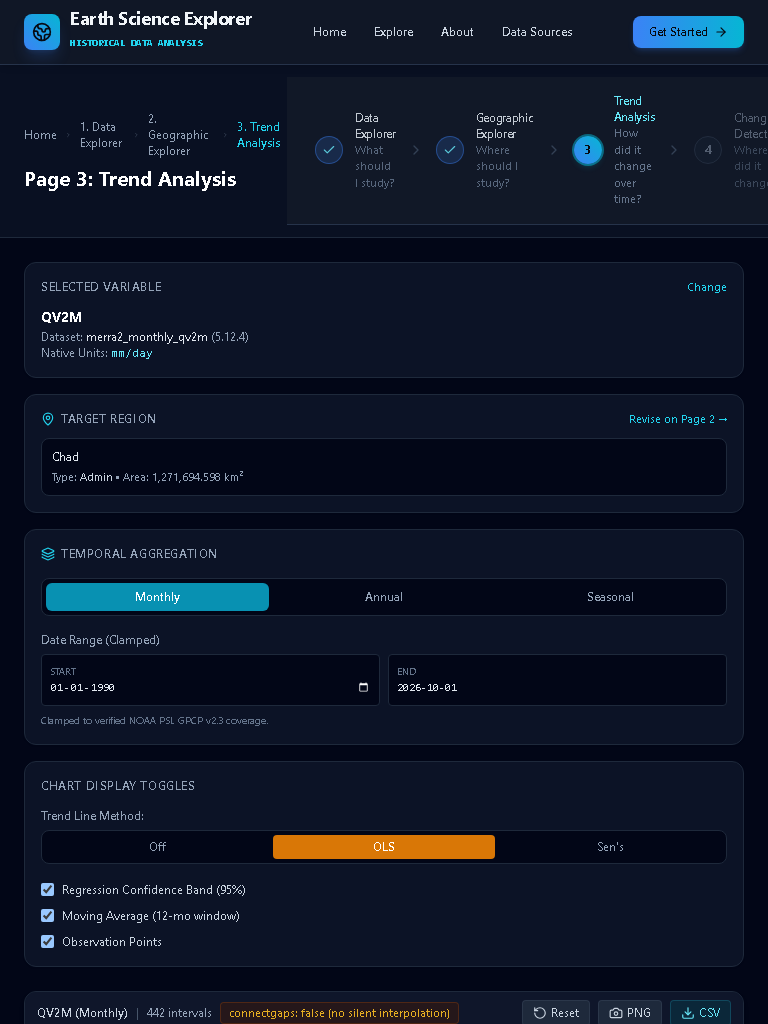 Earth Science Explorer
HISTORICAL DATA ANALYSIS
Home
Explore
About
Data Sources
Get Started →
Home
1. Data
Explorer
2.
Geographic
Explorer
3. Trend
Analysis
Page 3: Trend Analysis
Data
Explorer
What
should
I study?
Geographic
Explorer
Where
should I
study?
3
Trend
Analysis
How
did it
change
over
time?
4
Chang
Detect
Where
did it
chang
SELECTED VARIABLE
Change
QV2M
Dataset: merra2_monthly_qv2m (5.12.4)
Native Units: mm/day
TARGET REGION
Revise on Page 2 →
Chad
Type: Admin • Area: 1,271,694.598 km²
TEMPORAL AGGREGATION
Monthly
Annual
Seasonal
Date Range (Clamped)
START
01-01-1990
END
2026-10-01
Clamped to verified NOAA PSL GPCP v2.3 coverage.
CHART DISPLAY TOGGLES
Trend Line Method:
Off
OLS
Sen's
Regression Confidence Band (95%)
Moving Average (12-mo window)
Observation Points
QV2M (Monthly) | 442 intervals
connectgaps: false (no silent interpolation)
Reset
PNG
CSV